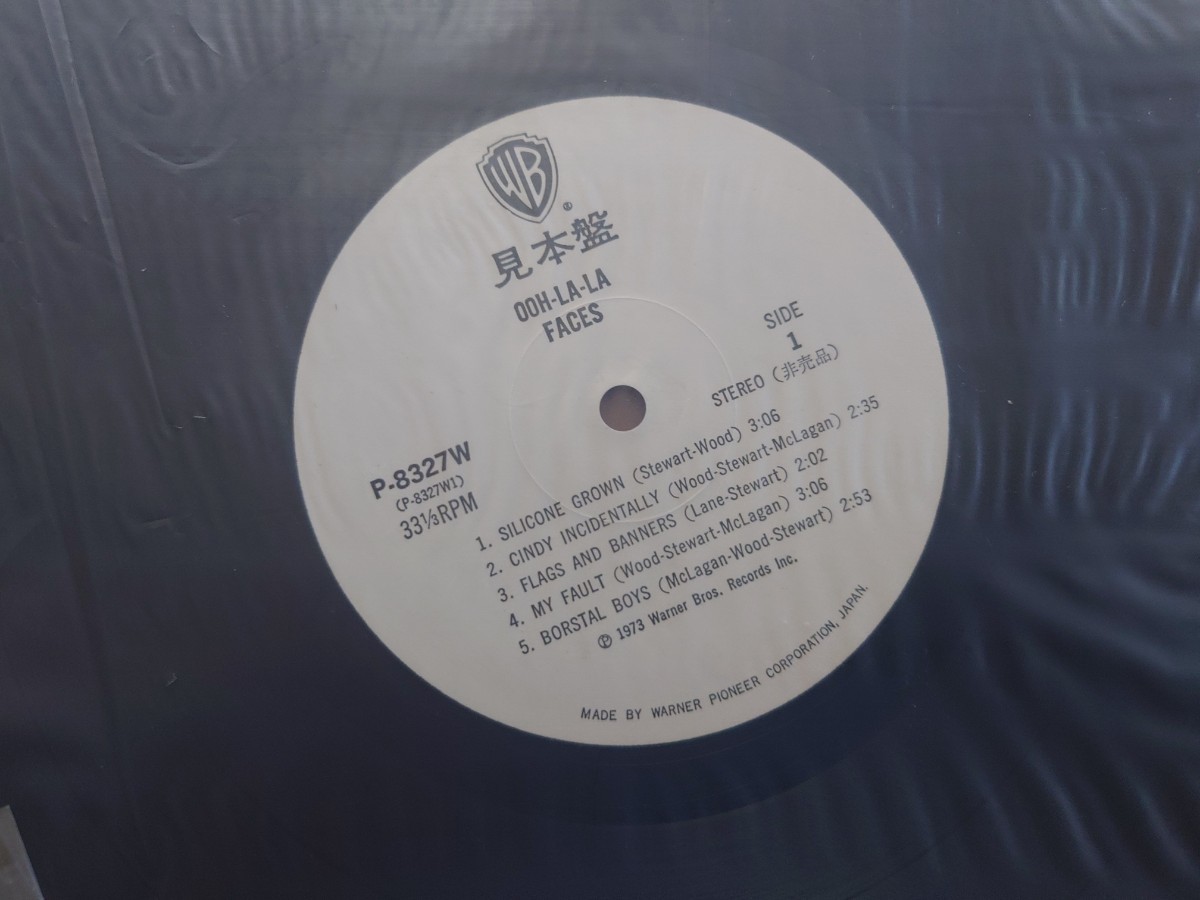 WB
®
見本盤
OOH-LA-LA
FACES
SIDE
1
STEREO (非売品)
P-8327W
(P-8327W1)
33⅓RPM
1. SILICONE GROWN (Stewart-Wood) 3:06
2. CINDY INCIDENTALLY (Wood-Stewart-McLagan) 2:35
3. FLAGS AND BANNERS (Lane-Stewart) 2:02
4. MY FAULT (Wood-Stewart-McLagan) 3:06
5. BORSTAL BOYS (McLagan-Wood-Stewart) 2:53
℗ 1973 Warner Bros. Records Inc.
MADE BY WARNER PIONEER CORPORATION, JAPAN.